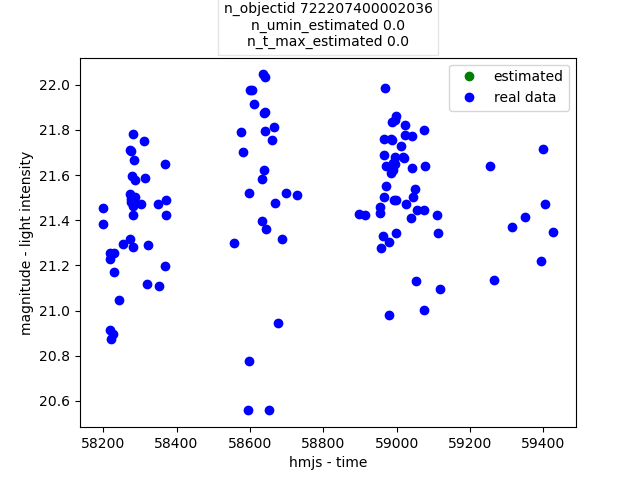 n_objectid 722207400002036
n_umin_estimated 0.0
n_t_max_estimated 0.0
estimated
real data
22.0
21.8
21.6
21.4
21.2
21.0
20.8
20.6
magnitude - light intensity
58200 58400 58600 58800 59000 59200 59400
hmjs - time